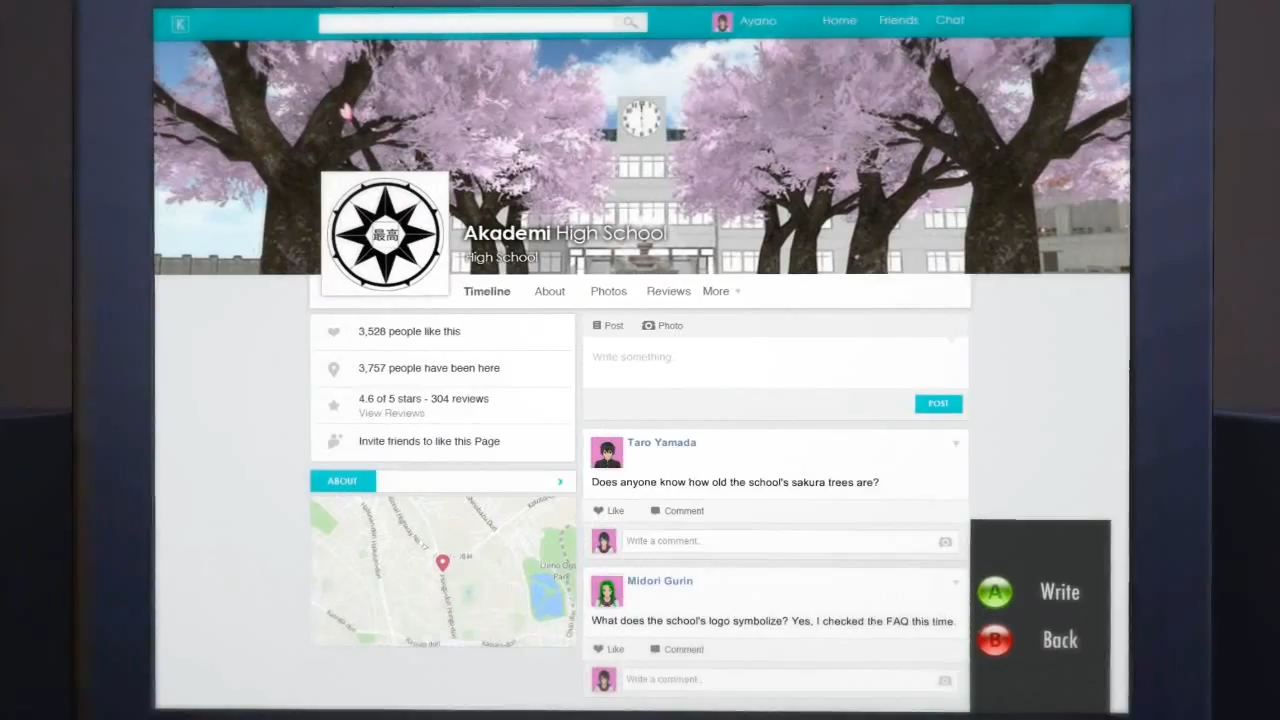 K
Ayano
Home
Friends
Chat
最高
Akademi High School
High School
Timeline
About
Photos
Reviews
More
3,528 people like this
3,757 people have been here
4.6 of 5 stars - 304 reviews
View Reviews
Invite friends to like this Page
ABOUT
Ueno
Park
Post
Photo
Write something.
POST
Taro Yamada
Does anyone know how old the school's sakura trees are?
Like
Comment
Write a comment..
Midori Gurin
What does the school's logo symbolize? Yes, I checked the FAQ this time.
Like
Comment
Write a comment..
A
Write
B
Back